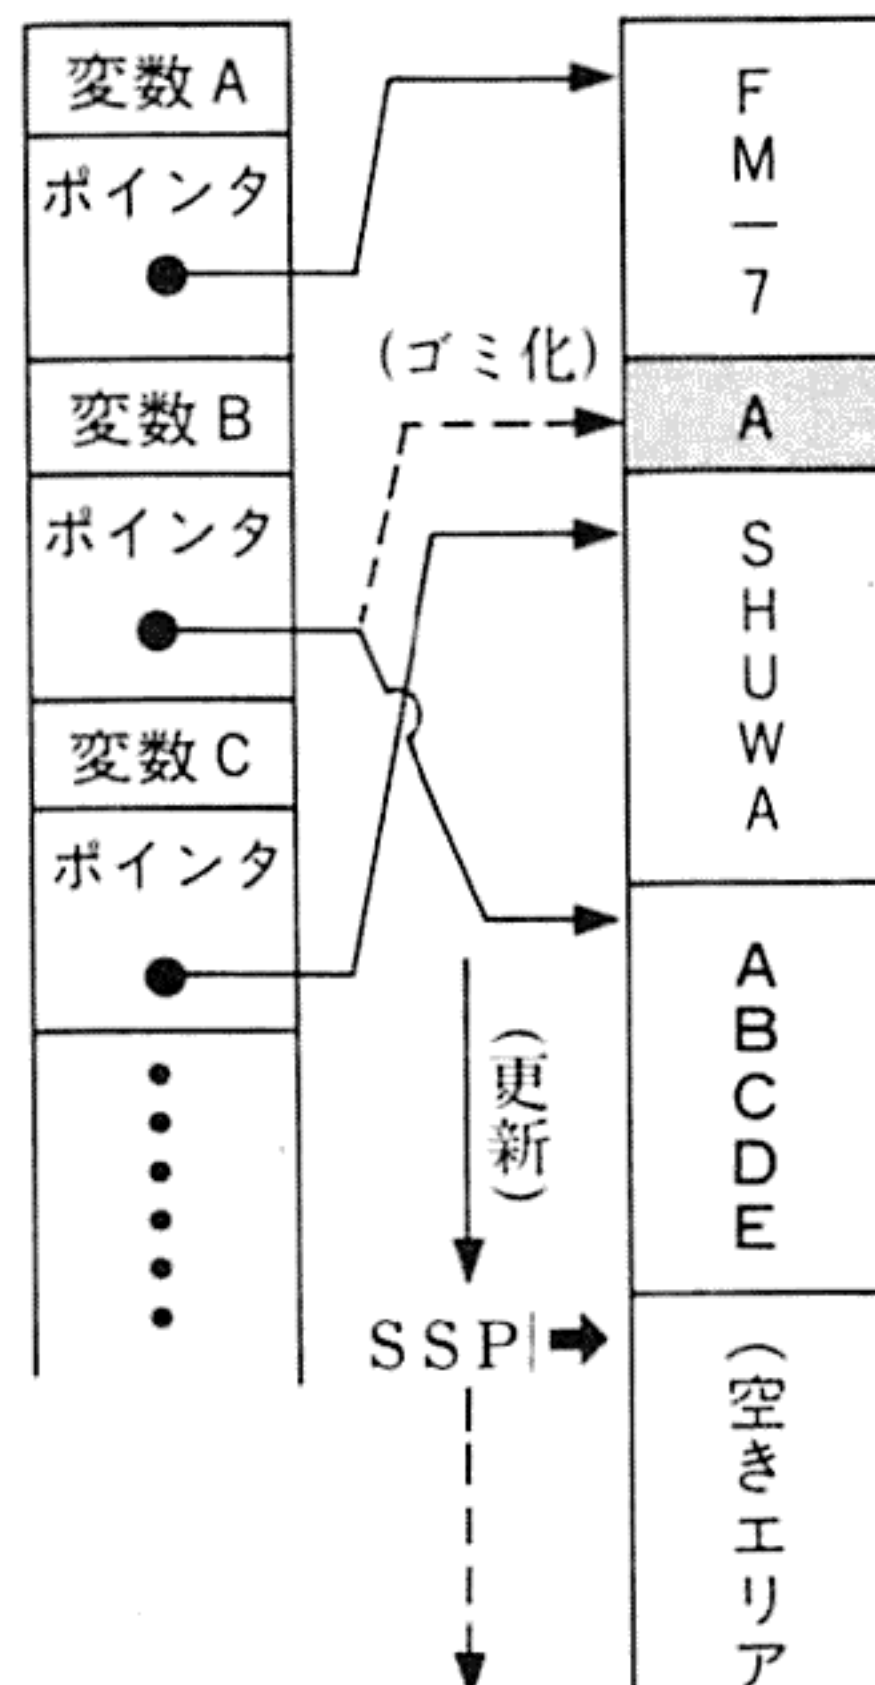 変数A
ポインタ
変数B
ポインタ
変数C
ポインタ
(ゴミ化)
(更新)
SSP
FM-7
A
SHUWA
ABCDE
(空きエリア